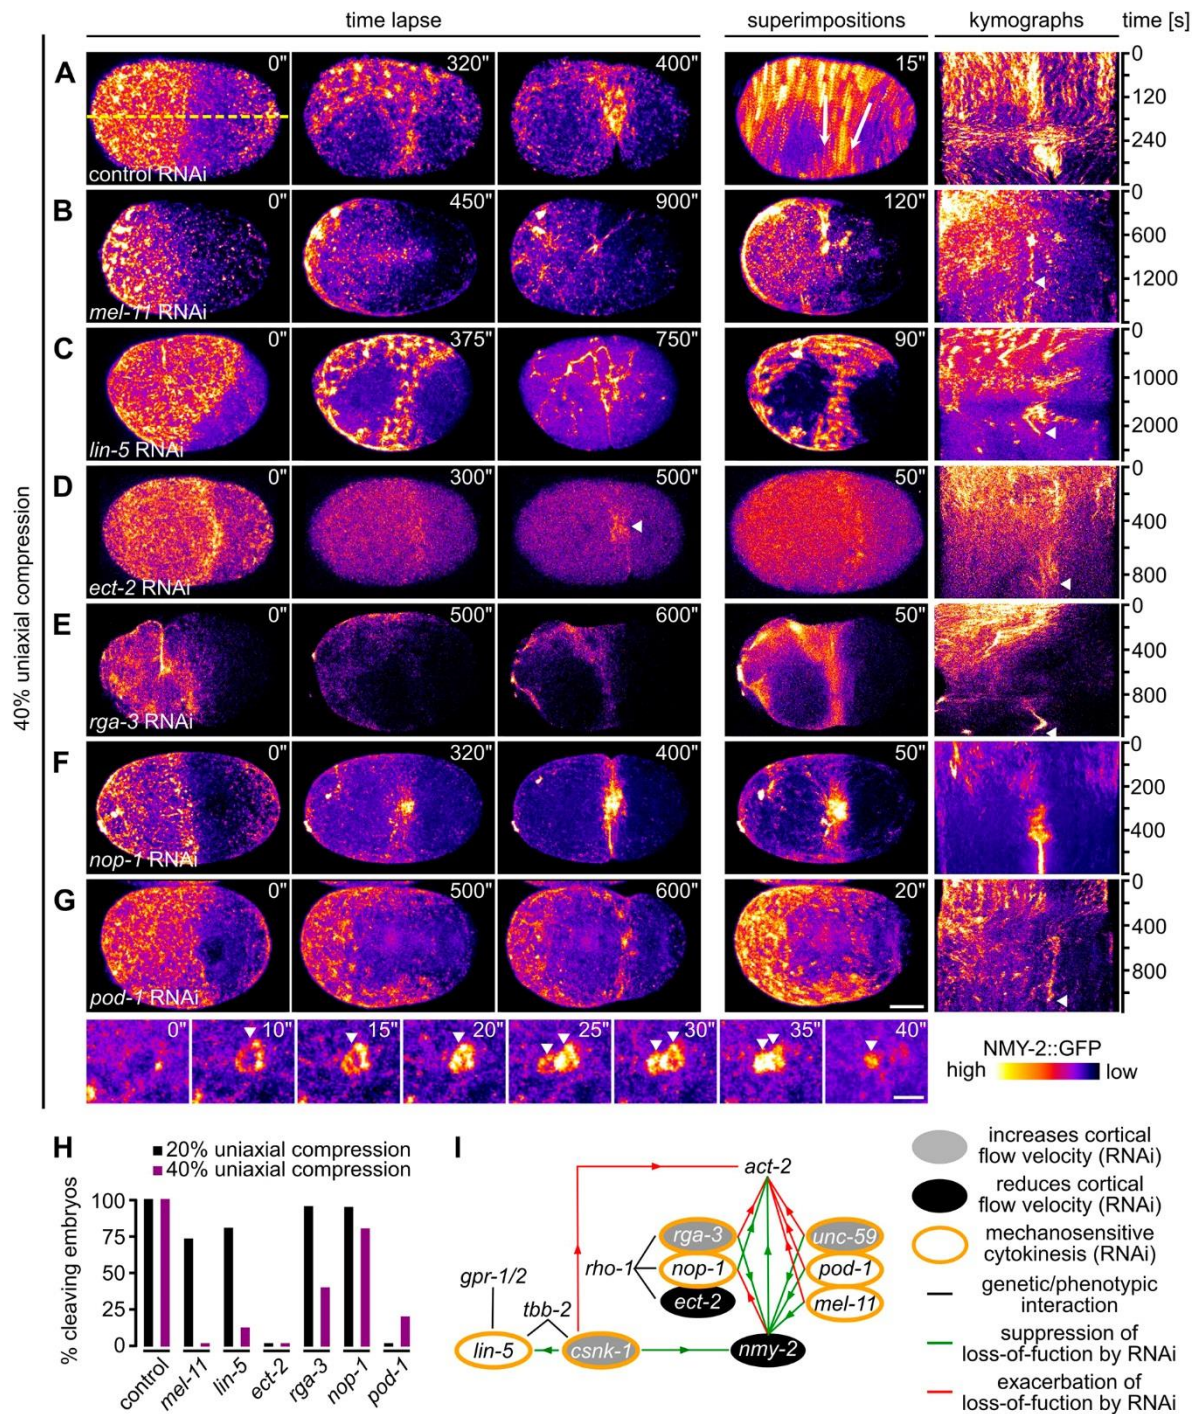 time lapse superimpositions kymographs time [s]
40% uniaxial compression
A 0" 320" 400" 15" 0
120
240
control RNAi
B 0" 450" 900" 120" 0
600
1200
mel-11 RNAi
C 0" 375" 750" 90" 0
1000
2000
lin-5 RNAi
D 0" 300" 500" 50" 0
400
800
ect-2 RNAi
E 0" 500" 600" 50" 0
400
800
rga-3 RNAi
F 0" 320" 400" 50" 0
200
400
nop-1 RNAi
G 0" 500" 600" 20" 0
400
800
pod-1 RNAi
0" 10" 15" 20" 25" 30" 35" 40"
NMY-2::GFP
high low
H
20% uniaxial compression
40% uniaxial compression
% cleaving embryos
100
75
50
25
0
control mel-11 lin-5 ect-2 rga-3 nop-1 pod-1
I
act-2
rga-3 unc-59
rho-1 nop-1 pod-1
ect-2 mel-11
gpr-1/2
tbb-2
lin-5 csnk-1 nmy-2
increases cortical
flow velocity (RNAi)
reduces cortical
flow velocity (RNAi)
mechanosensitive
cytokinesis (RNAi)
genetic/phenotypic
interaction
suppression of
loss-of-fuction by RNAi
exacerbation of
loss-of-fuction by RNAi